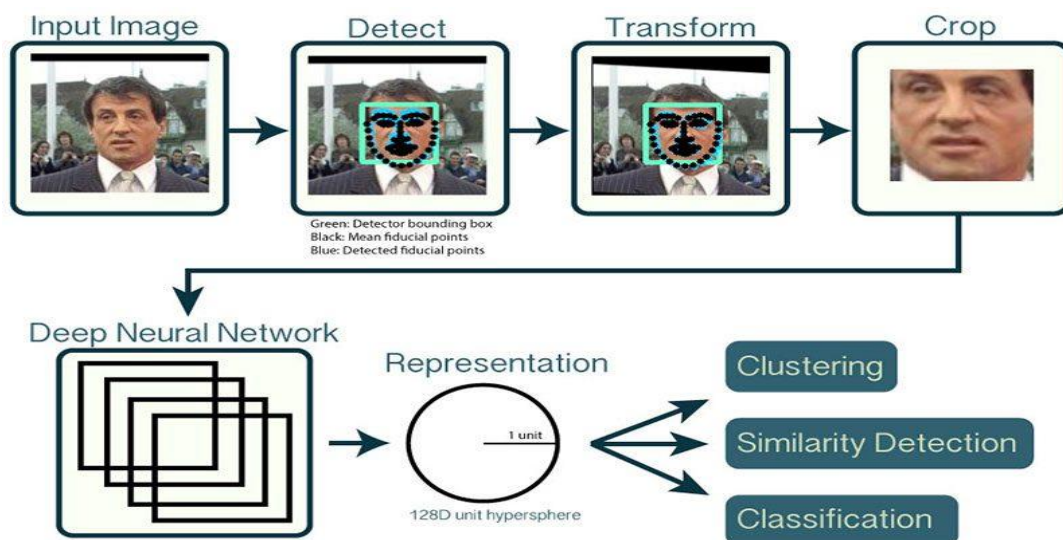 Input Image
Detect
Transform
Crop
Green: Detector bounding box
Black: Mean fiducial points
Blue: Detected fiducial points
Deep Neural Network
Representation
1 unit
128D unit hypersphere
Clustering
Similarity Detection
Classification